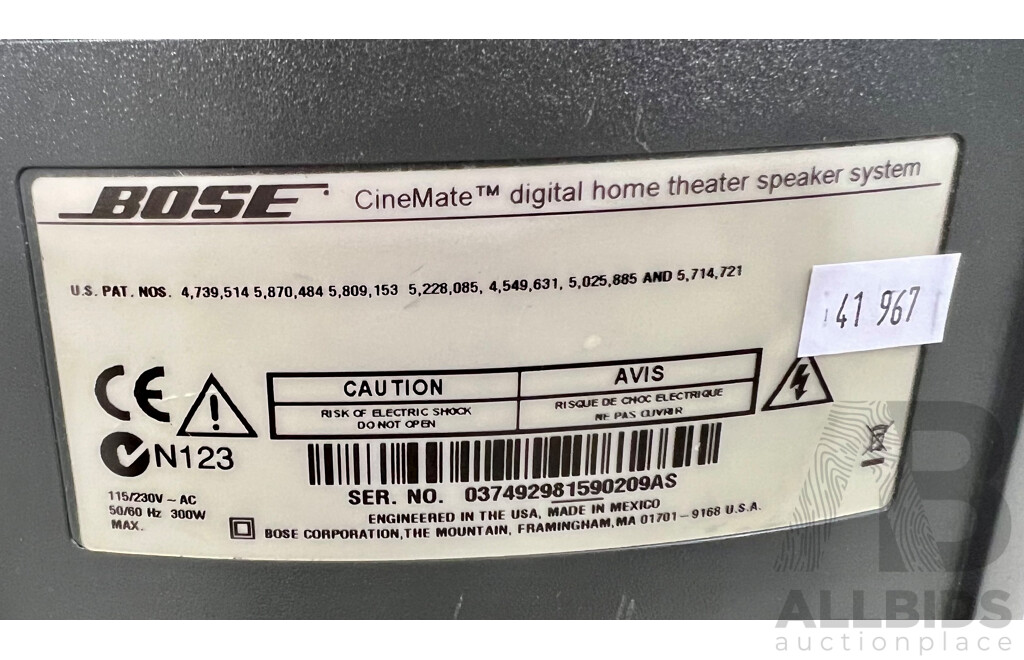 BOSE CineMate™ digital home theater speaker system
U.S. PAT. NOS. 4,739,514 5,870,484 5,809,153 5,228,085, 4,549,631, 5,025,885 AND 5,714,721
41 967
CE
CAUTION
RISK OF ELECTRIC SHOCK
DO NOT OPEN
AVIS
RISQUE DE CHOC ELECTRIQUE
NE PAS OUVRIR
N123
115/230V ~ AC
50/60 Hz 300W
MAX.
SER. NO. 037492981590209AS
ENGINEERED IN THE USA, MADE IN MEXICO
BOSE CORPORATION, THE MOUNTAIN, FRAMINGHAM, MA 01701-9168 U.S.A.
AB
ALLBIDS
auctionplace